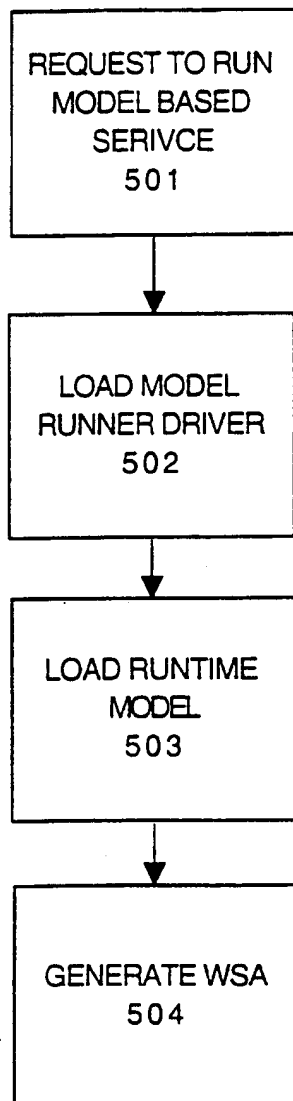 REQUEST TO RUN
MODEL BASED
SERIVCE
501
LOAD MODEL
RUNNER DRIVER
502
LOAD RUNTIME
MODEL
503
GENERATE WSA
504